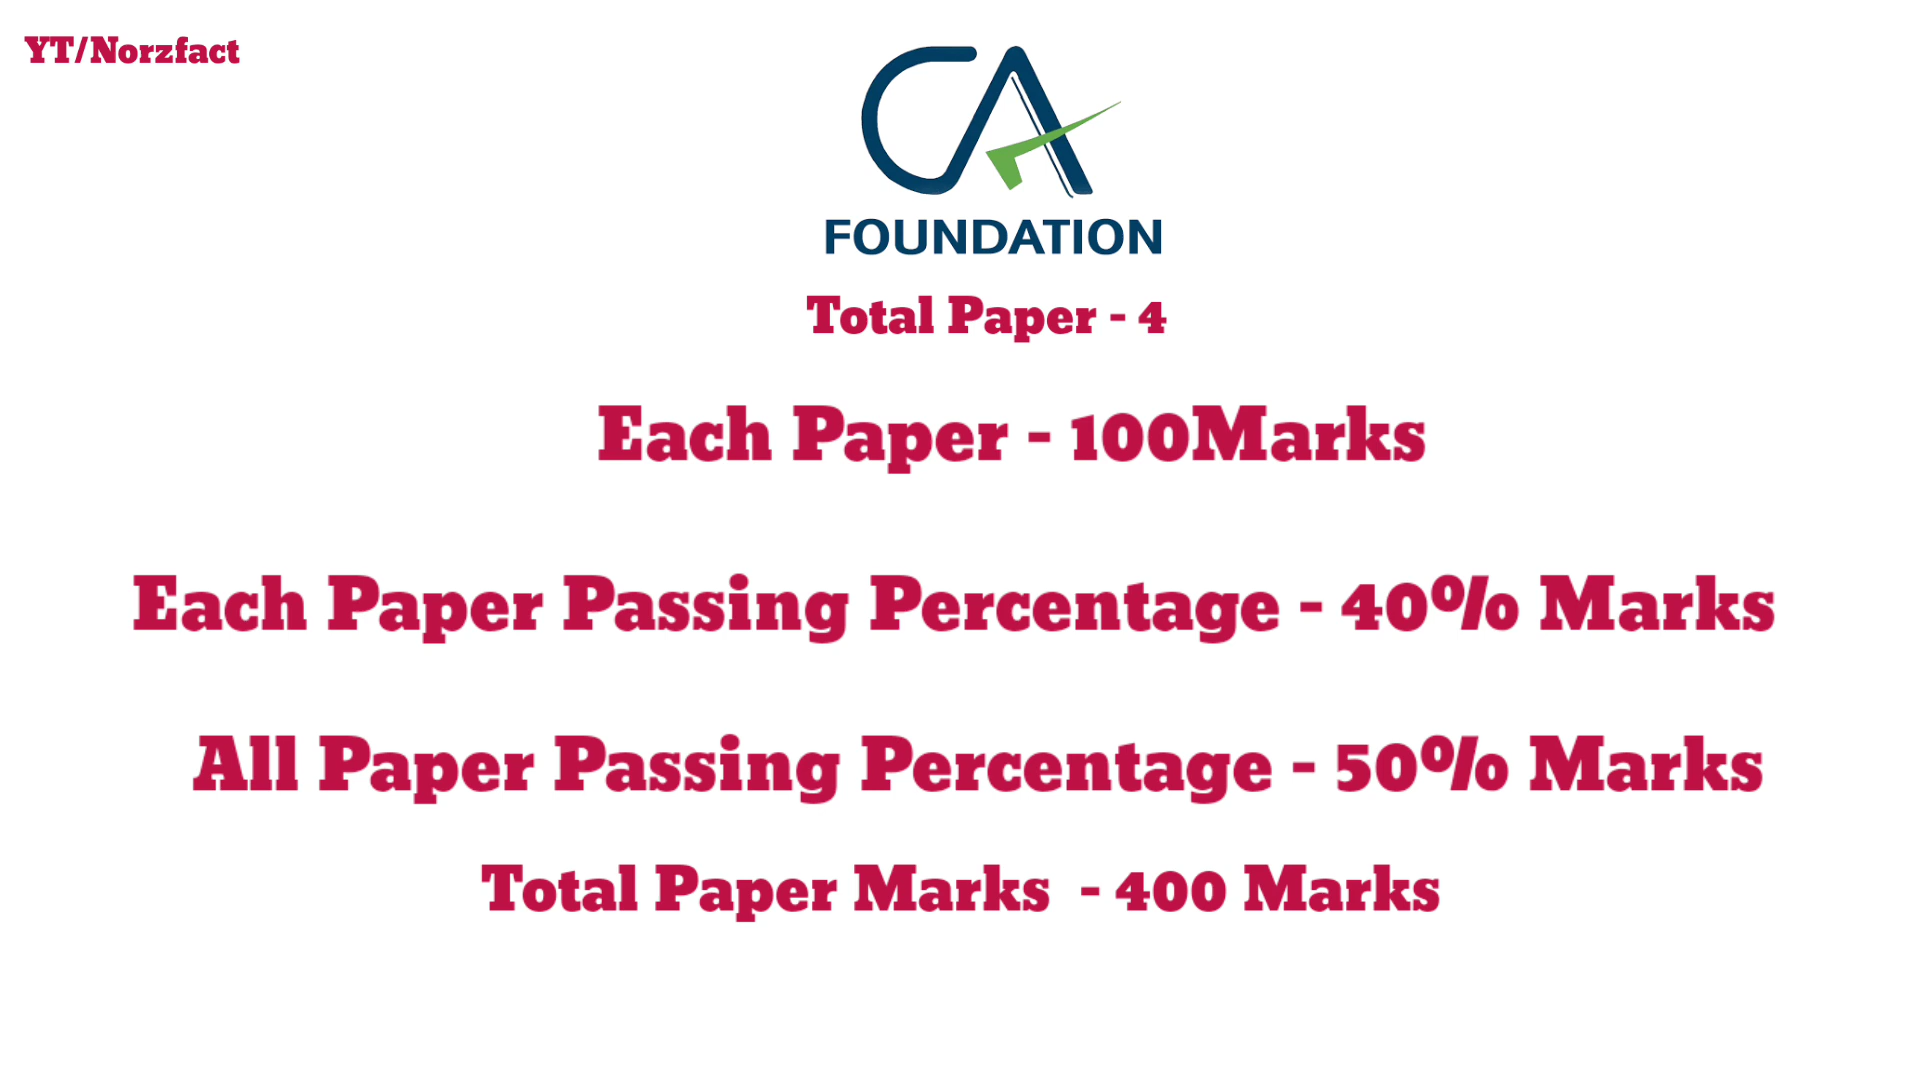 YT/Norzfact
CA
FOUNDATION
Total Paper - 4
Each Paper - 100Marks
Each Paper Passing Percentage - 40% Marks
All Paper Passing Percentage - 50% Marks
Total Paper Marks - 400 Marks